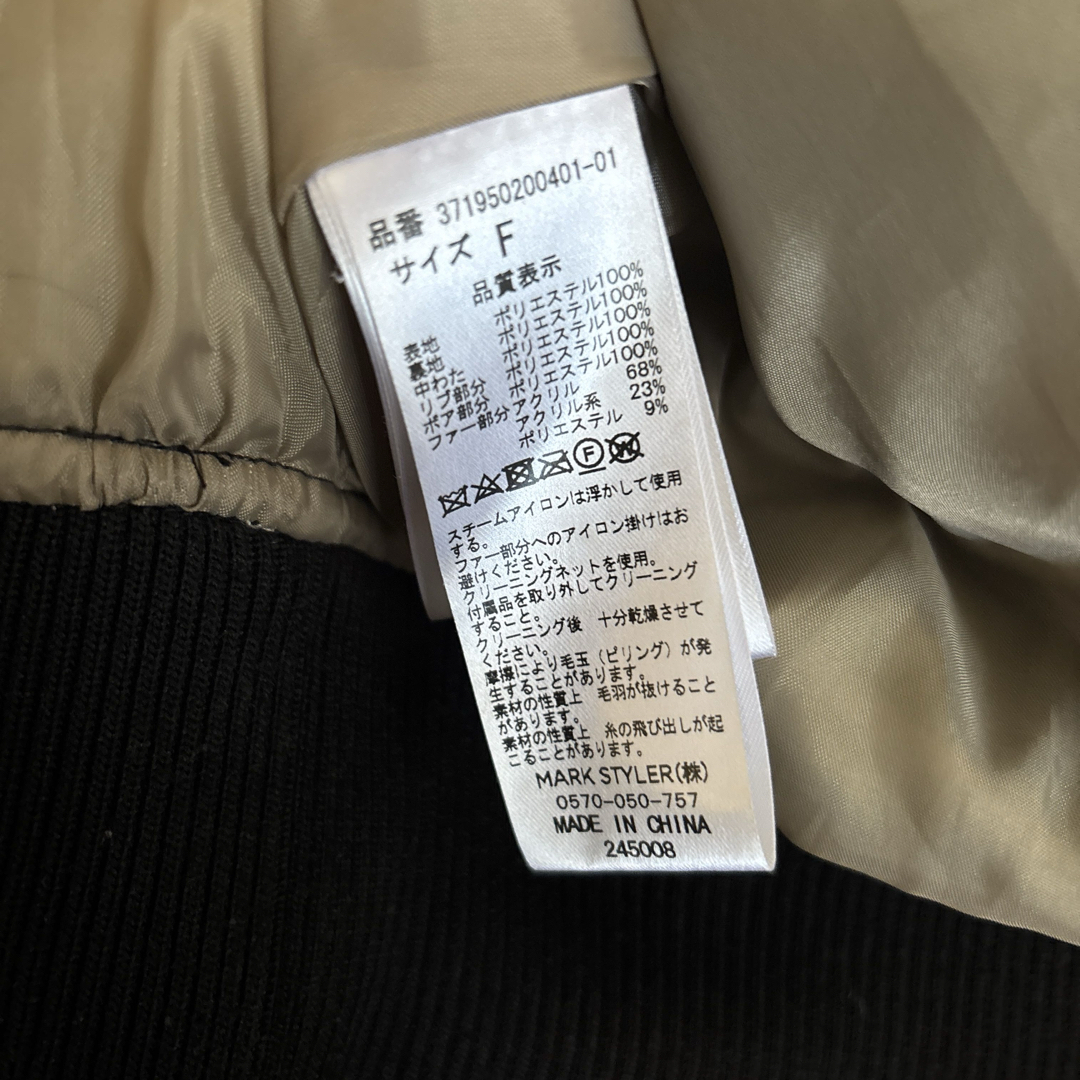 品番 371950200401-01
サイズ F
品質表示
表地 ポリエステル100%
裏地 ポリエステル100%
中わた ポリエステル100%
リブ部分 ポリエステル100%
ボア部分 ポリエステル100%
ファー部分 アクリル 68%
アクリル系 23%
ポリエステル 9%
F W
スチームアイロンは浮かして使用
する。
ファー部分へのアイロン掛けはお
避けください。
クリーニングネットを使用。
付属品を取り外してクリーニング
すること。
クリーニング後 十分乾燥させて
ください。
摩擦により毛玉(ピリング)が発
生することがあります。
素材の性質上 毛羽が抜けること
があります。
素材の性質上 糸の飛び出しが起
こることがあります。
MARK STYLER(株)
0570-050-757
MADE IN CHINA
245008